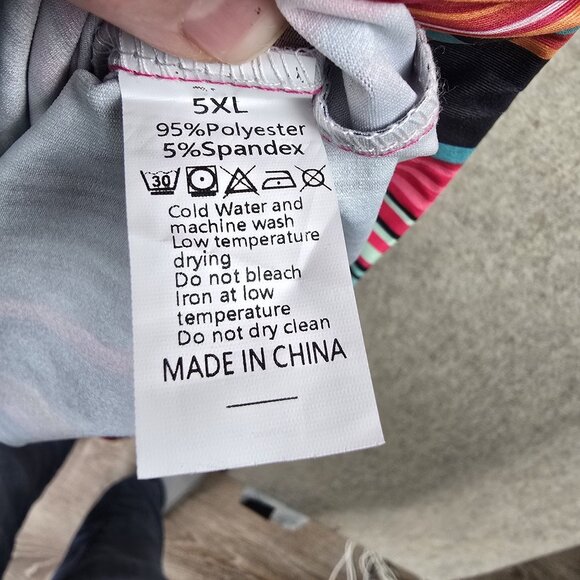 5XL
95%Polyester
5%Spandex
30
Cold Water and
machine wash
Low temperature
drying
Do not bleach
Iron at low
temperature
Do not dry clean
MADE IN CHINA